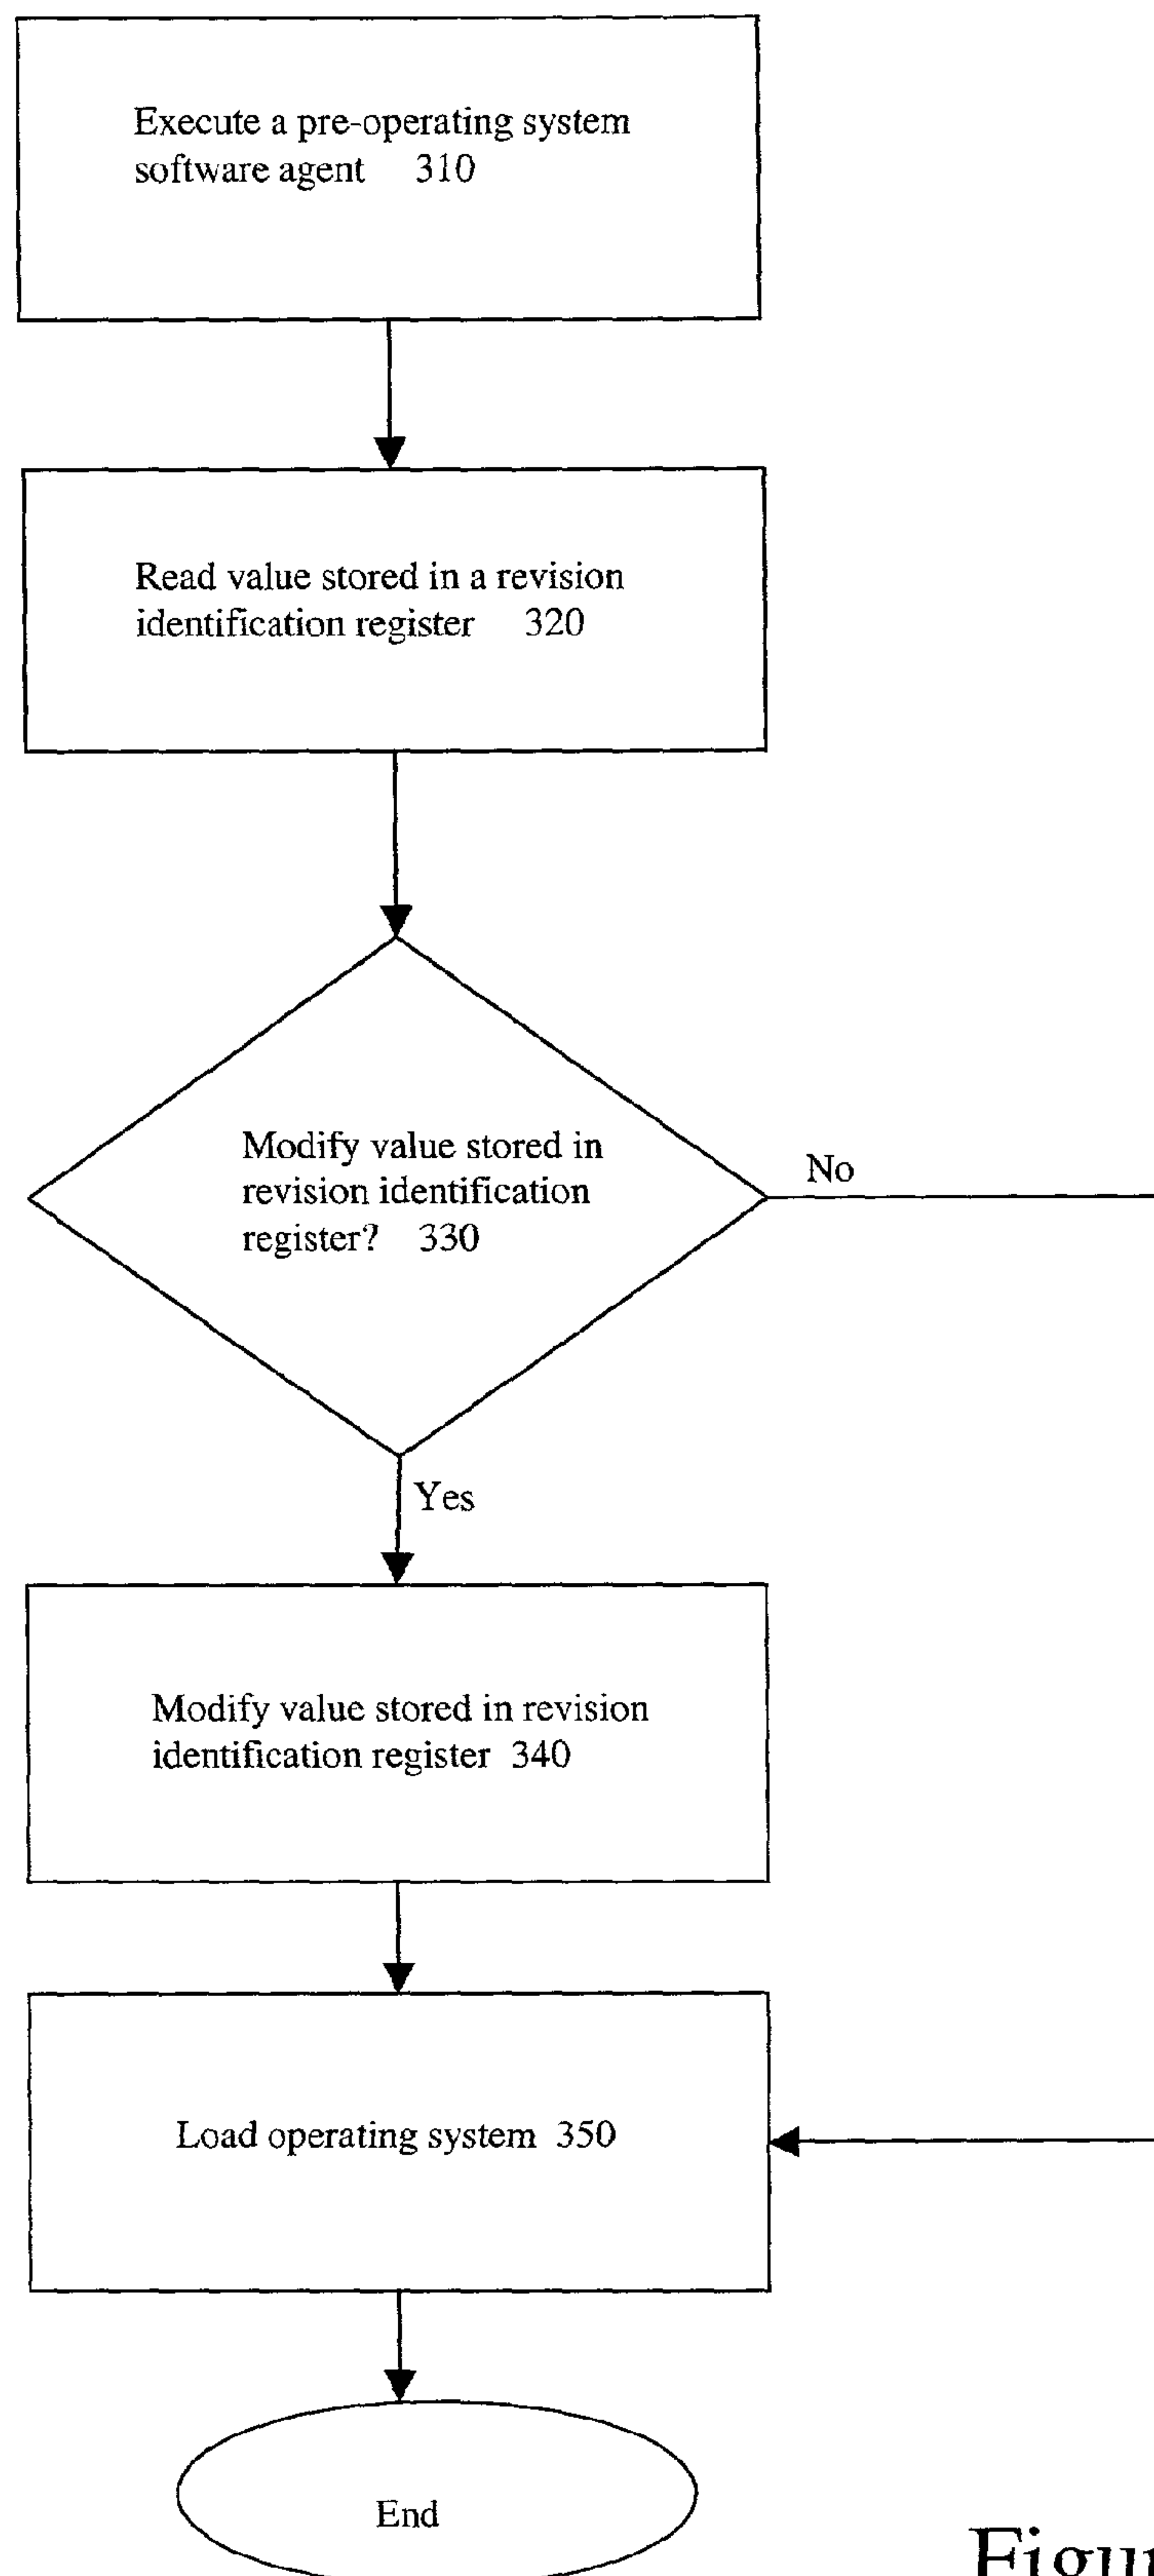 Execute a pre-operating system
software agent 310
Read value stored in a revision
identification register 320
Modify value stored in
revision identification
register? 330
No
Yes
Modify value stored in revision
identification register 340
Load operating system 350
End